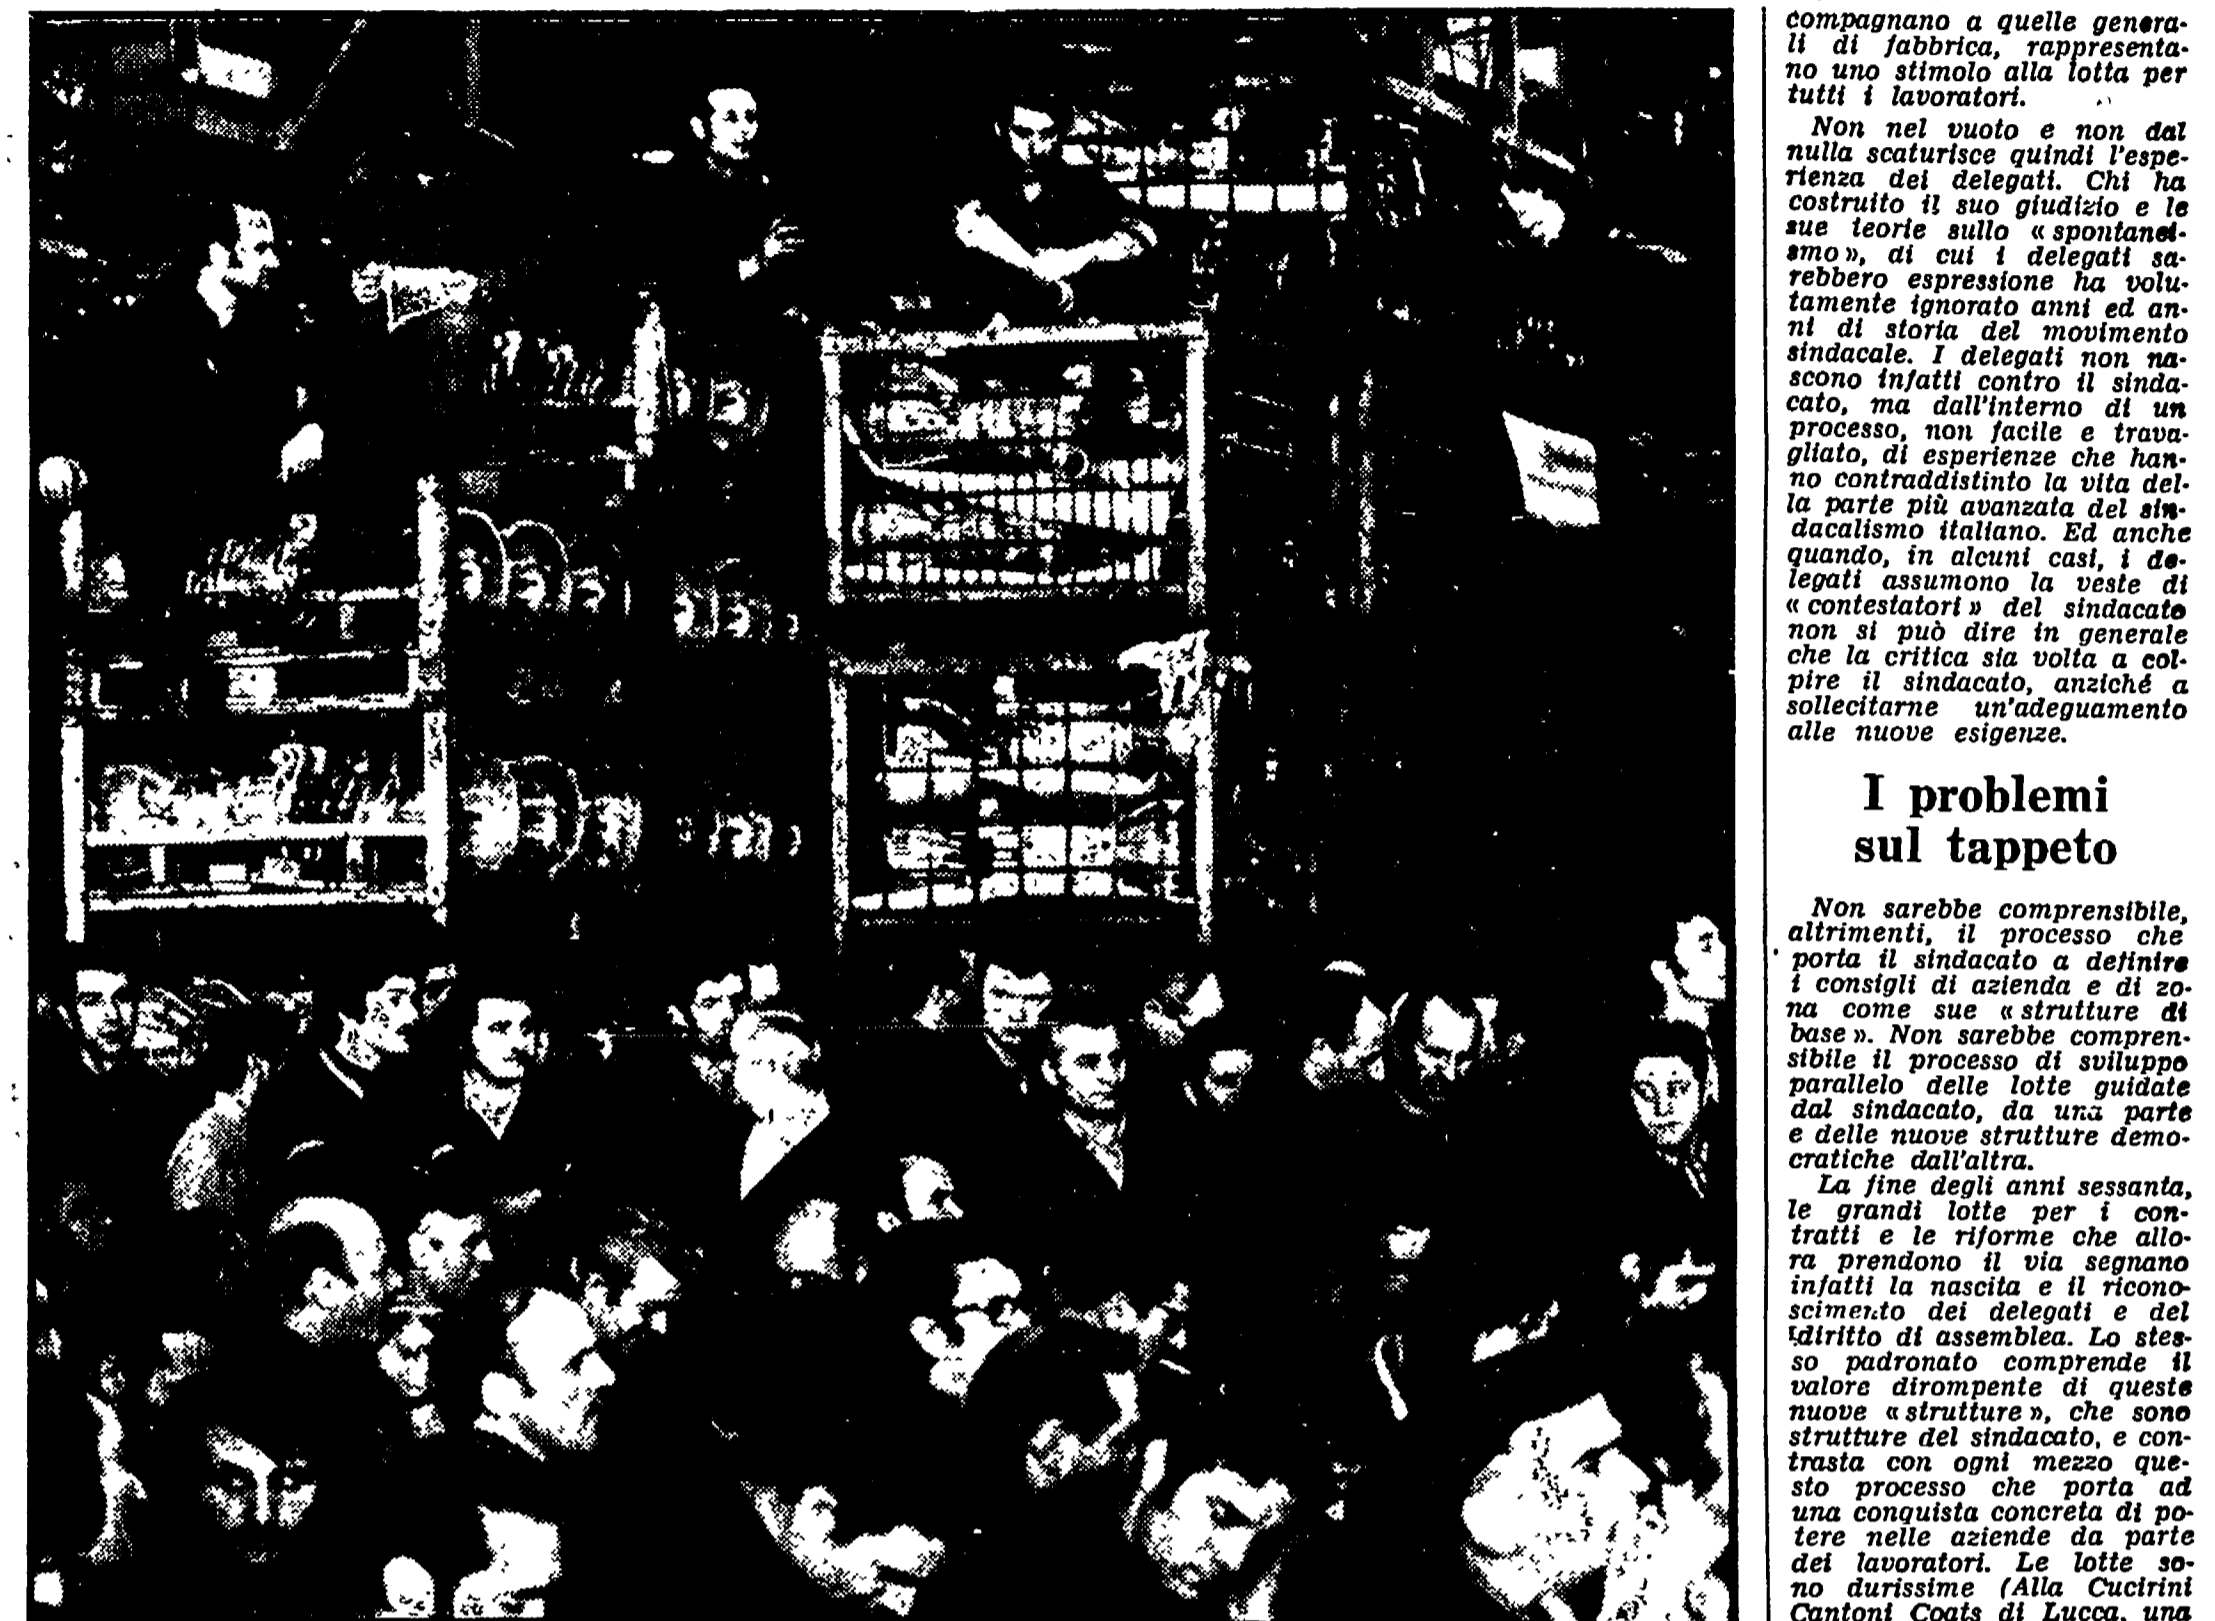 compagnano a quelle genera-
li di fabbrica, rappresenta-
no uno stimolo alla lotta per
tutti i lavoratori.
Non nel vuoto e non dal
nulla scaturisce quindi l'espe-
rienza dei delegati. Chi ha
costruito il suo giudizio e le
sue teorie sullo « spontanei-
smo », di cui i delegati sa-
rebbero espressione ha volu-
tamente ignorato anni ed an-
ni di storia del movimento
sindacale. I delegati non na-
scono infatti contro il sinda-
cato, ma dall'interno di un
processo, non facile e trava-
gliato, di esperienze che han-
no contraddistinto la vita del-
la parte più avanzata del sin-
dacalismo italiano. Ed anche
quando, in alcuni casi, i de-
legati assumono la veste di
« contestatori » del sindacato
non si può dire in generale
che la critica sia volta a col-
pire il sindacato, anziché a
sollecitarne un'adeguamento
alle nuove esigenze.
I problemi
sul tappeto
Non sarebbe comprensibile,
altrimenti, il processo che
porta il sindacato a definire
i consigli di azienda e di zo-
na come sue « strutture di
base ». Non sarebbe compren-
sibile il processo di sviluppo
parallelo delle lotte guidate
dal sindacato, da una parte
e delle nuove strutture demo-
cratiche dall'altra.
La fine degli anni sessanta,
le grandi lotte per i con-
tratti e le riforme che allo-
ra prendono il via segnano
infatti la nascita e il ricono-
scimento dei delegati e del
diritto di assemblea. Lo stes-
so padronato comprende il
valore dirompente di queste
nuove « strutture », che sono
strutture del sindacato, e con-
trasta con ogni mezzo que-
sto processo che porta ad
una conquista concreta di po-
tere nelle aziende da parte
dei lavoratori. Le lotte so-
no durissime (Alla Cucirini
Cantoni Coats di Lucca, una